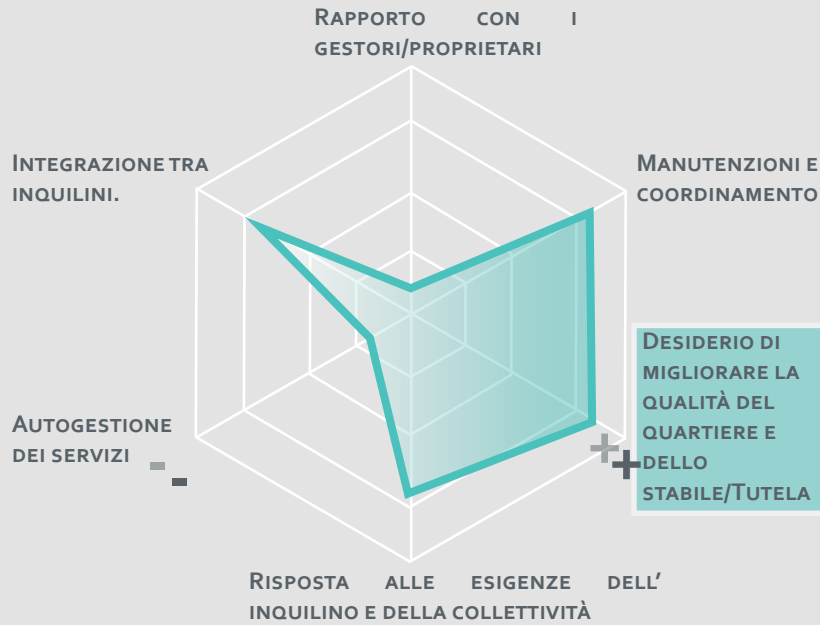 Rapporto con i
gestori/proprietari
Integrazione tra
inquilini.
Manutenzioni e
coordinamento
Desiderio di
migliorare la
qualità del
quartiere e
dello
stabile/Tutela
Autogestione
dei servizi
- -
+ +
Risposta alle esigenze dell'
inquilino e della collettività